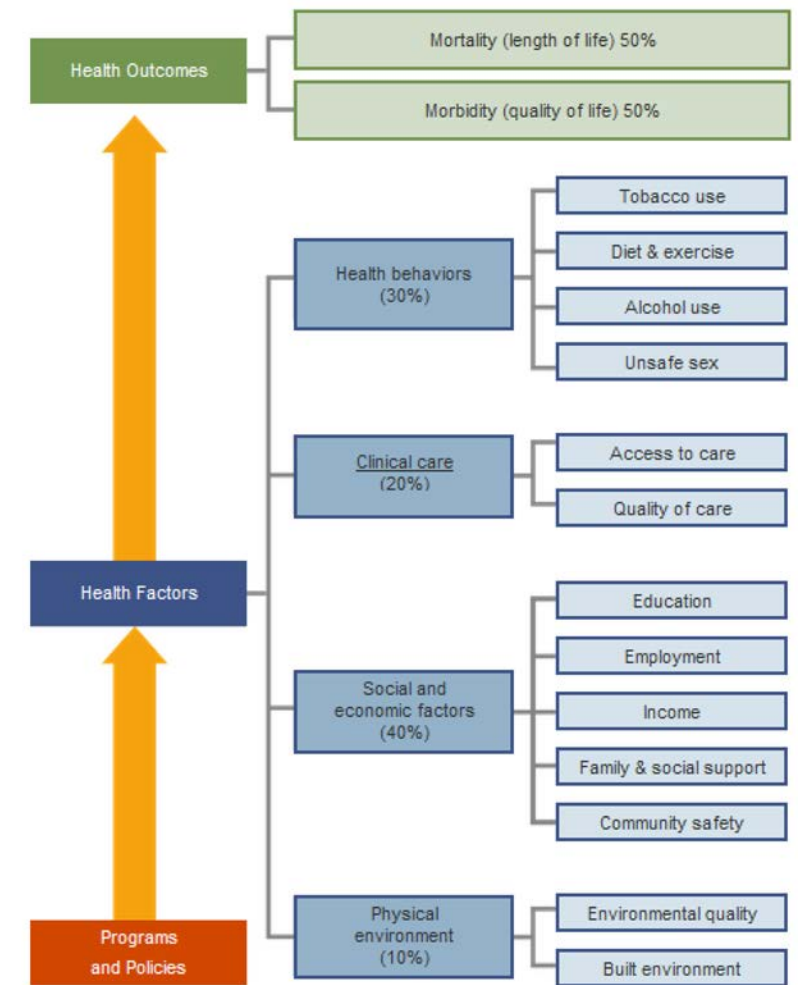 Health Outcomes
Mortality (length of life) 50%
Morbidity (quality of life) 50%
Health Factors
Health behaviors
(30%)
Tobacco use
Diet & exercise
Alcohol use
Unsafe sex
Clinical care
(20%)
Access to care
Quality of care
Social and
economic factors
(40%)
Education
Employment
Income
Family & social support
Community safety
Physical
environment
(10%)
Environmental quality
Built environment
Programs
and Policies